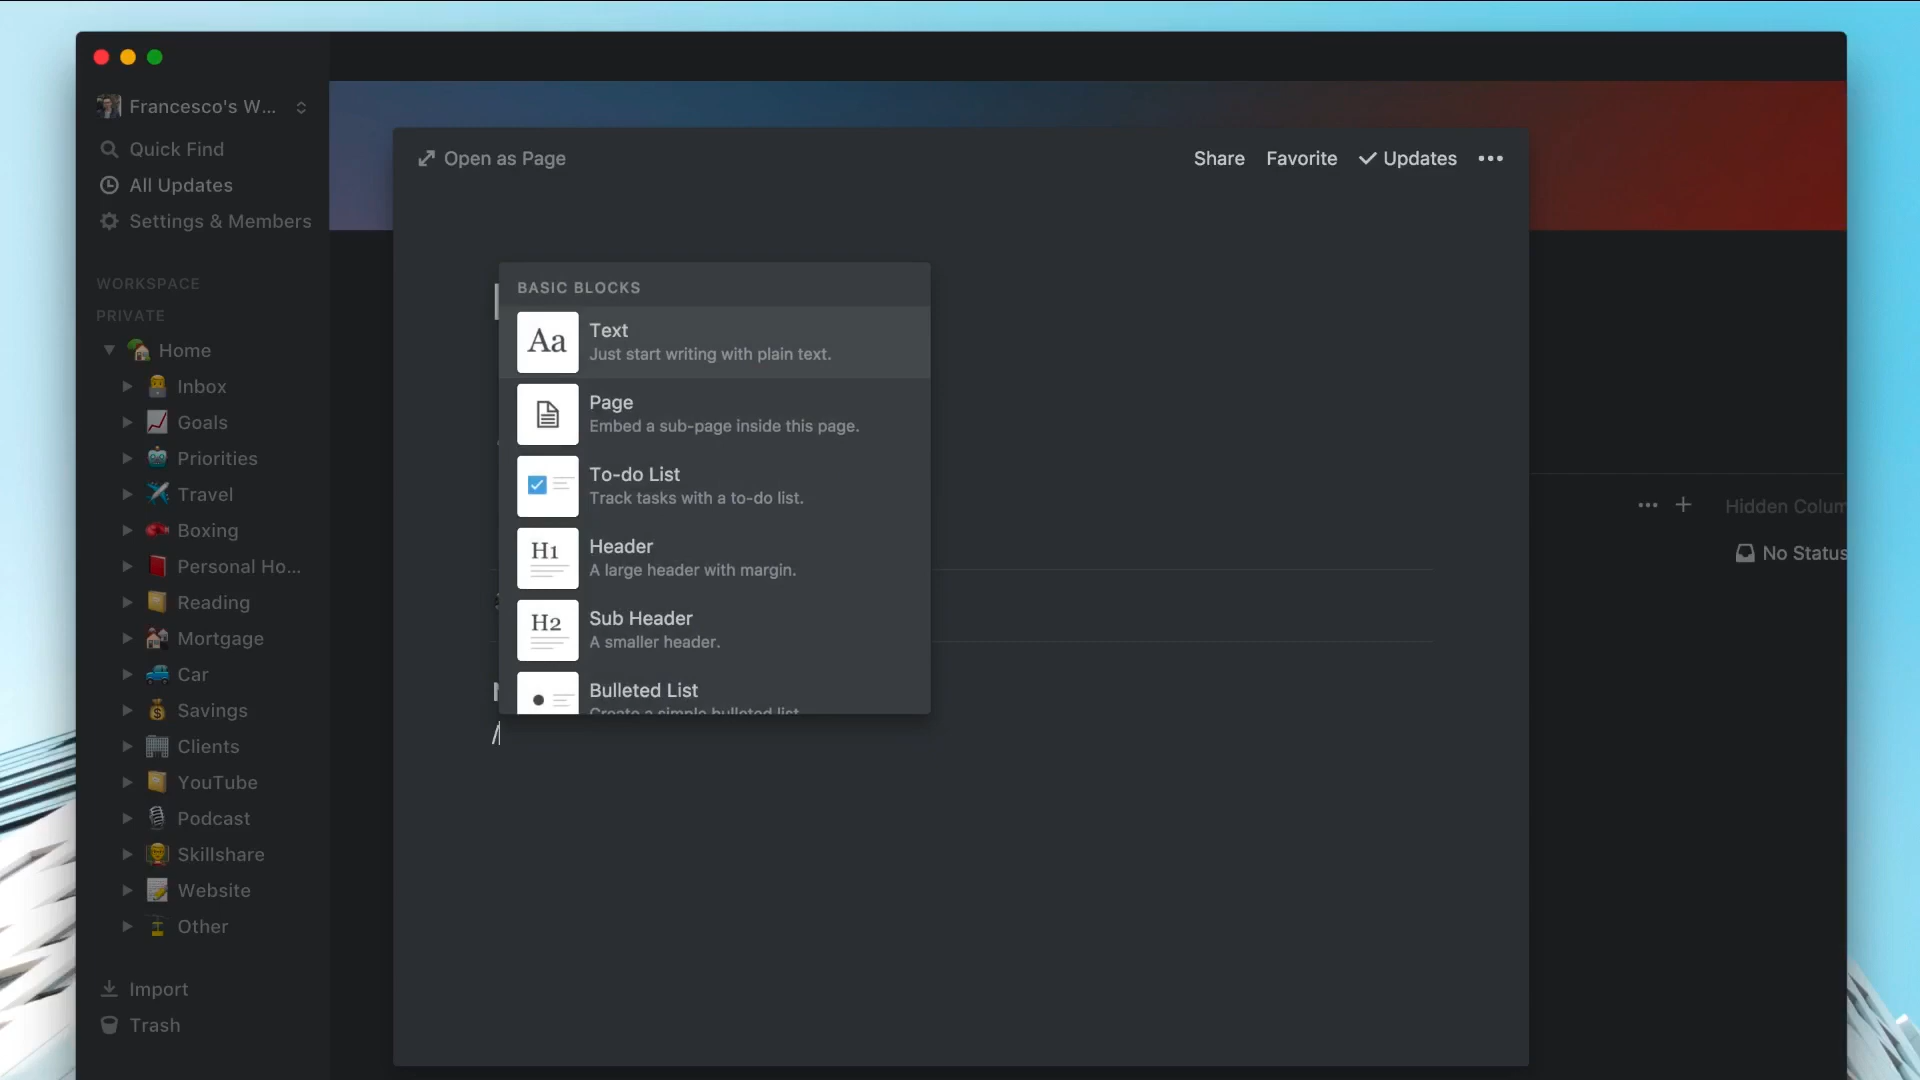 Francesco's W...
Quick Find
All Updates
Settings & Members
WORKSPACE
PRIVATE
Home
Inbox
Goals
Priorities
Travel
Boxing
Personal Ho...
Reading
Mortgage
Car
Savings
Clients
YouTube
Podcast
Skillshare
Website
Other
Import
Trash
Open as Page
Share Favorite Updates
BASIC BLOCKS
Aa
Text
Just start writing with plain text.
Page
Embed a sub-page inside this page.
To-do List
Track tasks with a to-do list.
H1
Header
A large header with margin.
H2
Sub Header
A smaller header.
Bulleted List
Create a simple bulleted list
/
Hidden Colum
No Status